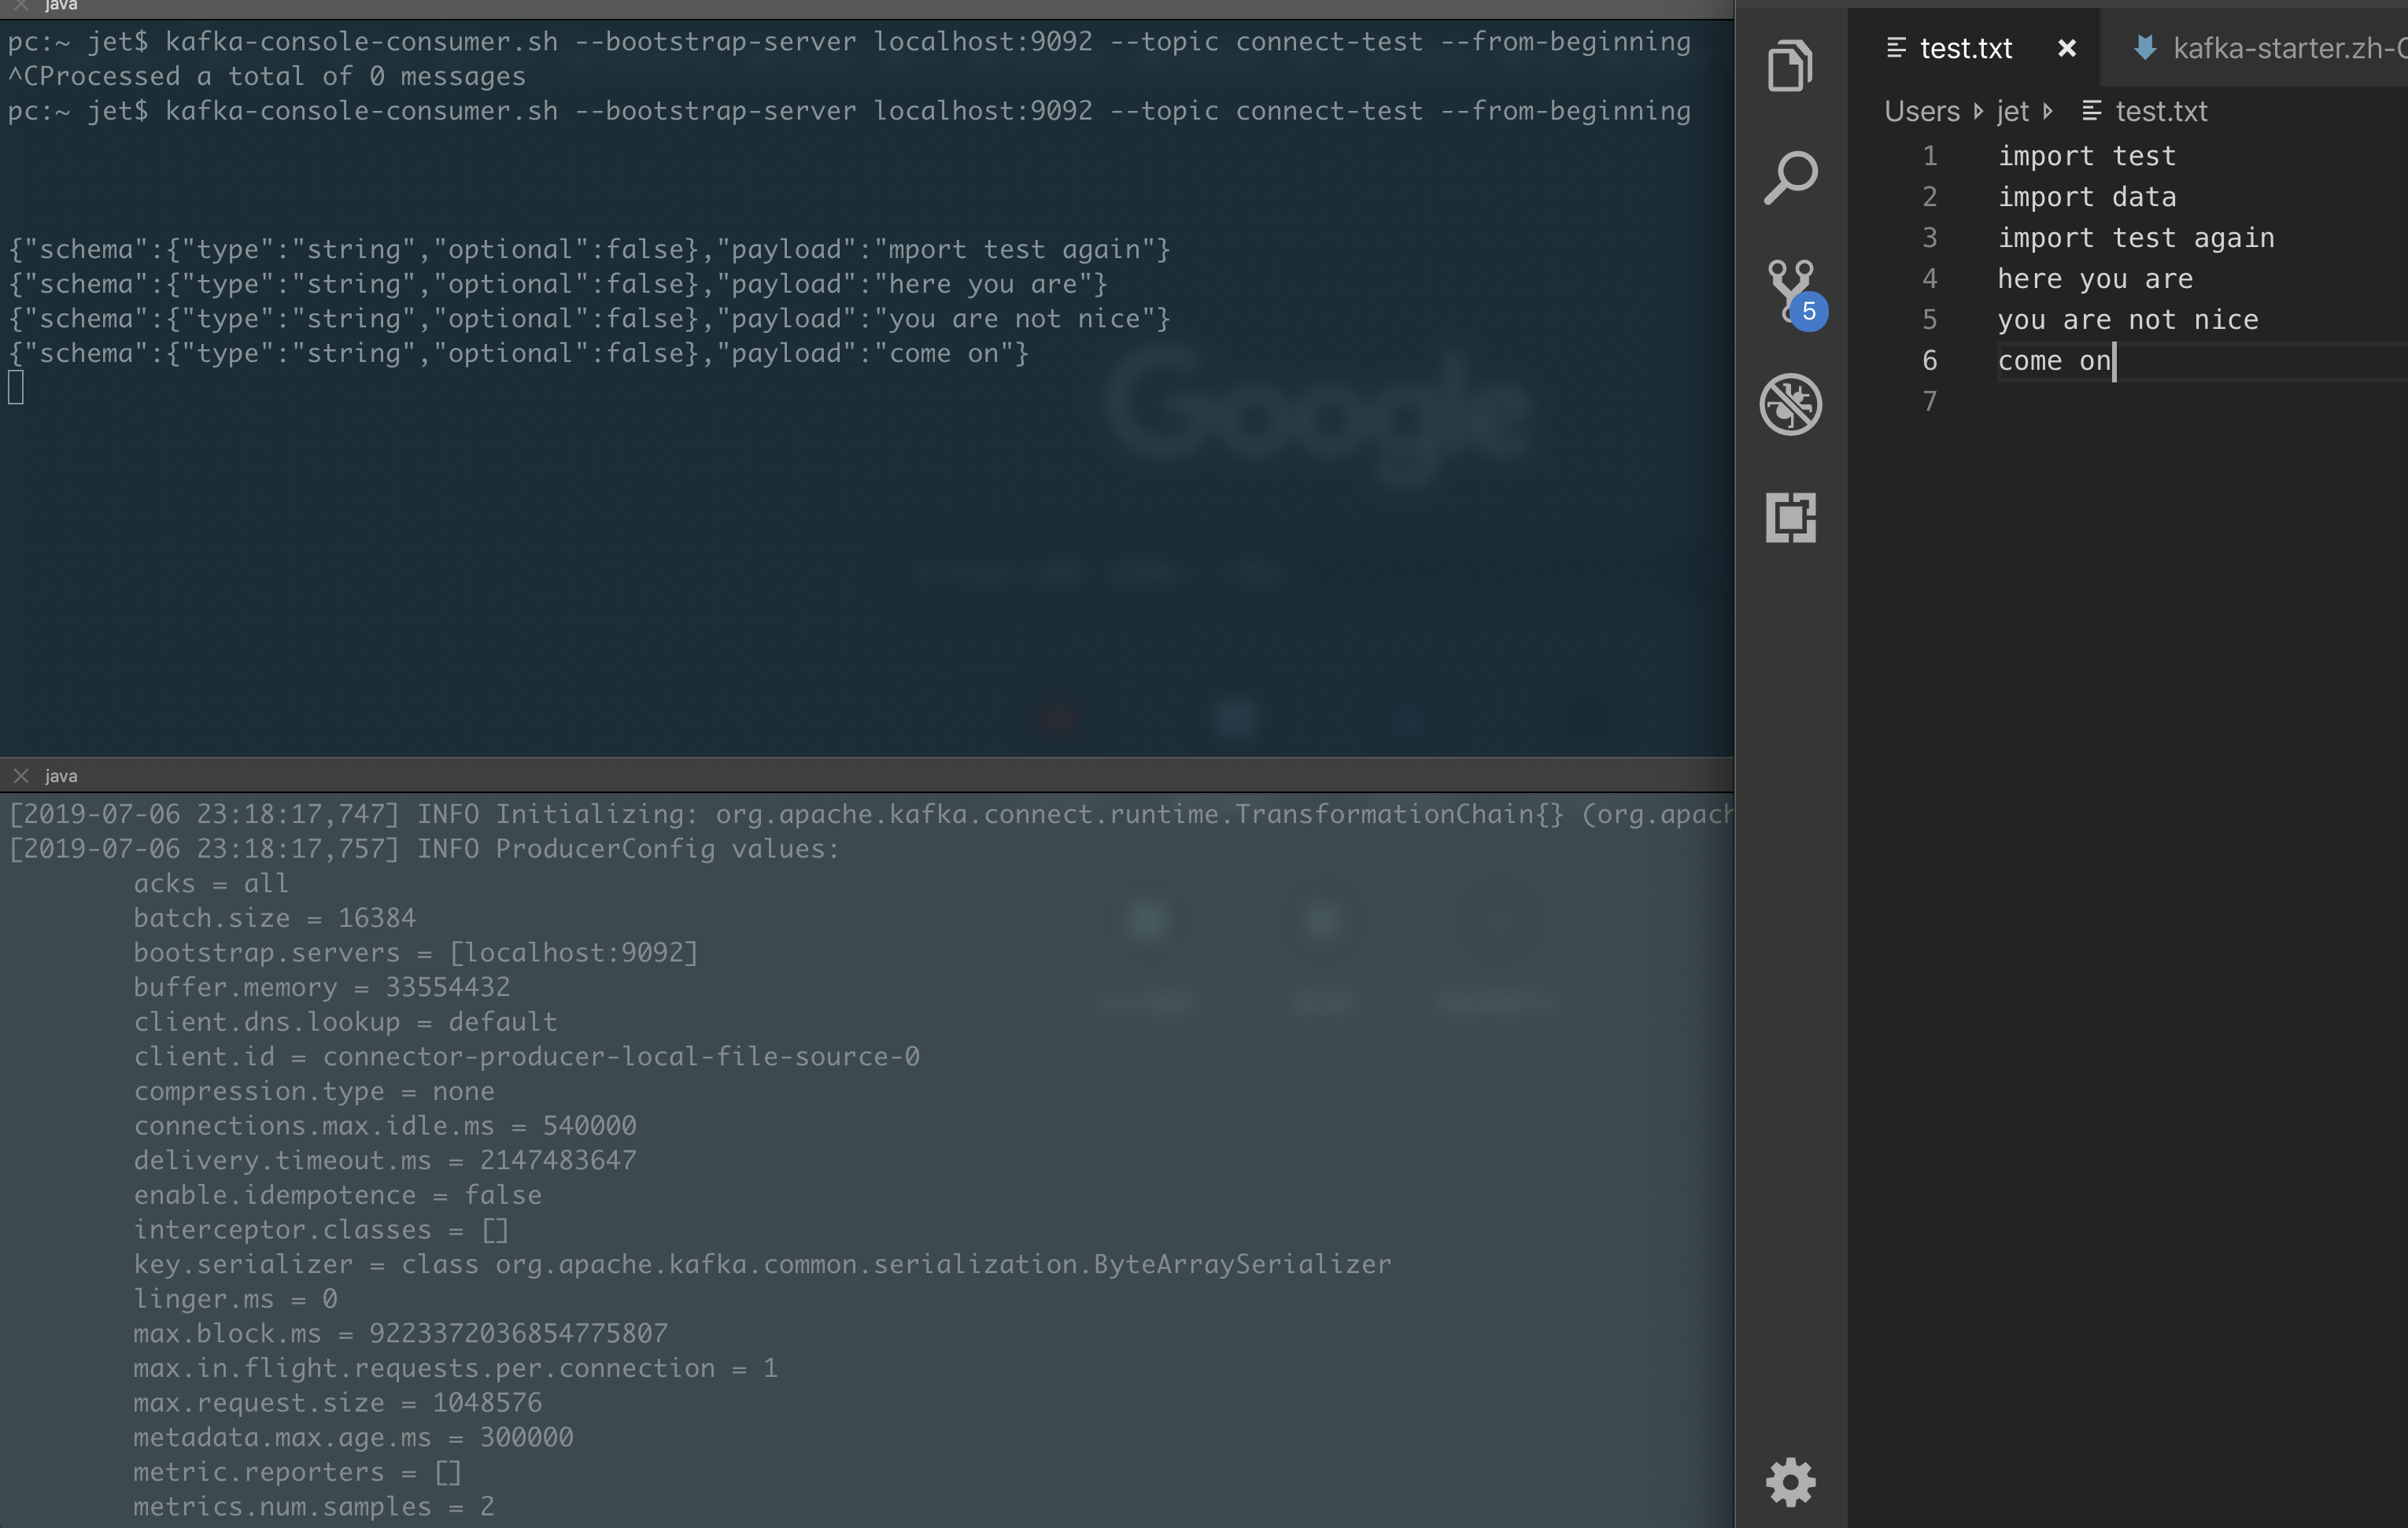 java
pc:~ jet$ kafka-console-consumer.sh --bootstrap-server localhost:9092 --topic connect-test --from-beginning
^CProcessed a total of 0 messages
pc:~ jet$ kafka-console-consumer.sh --bootstrap-server localhost:9092 --topic connect-test --from-beginning
{"schema":{"type":"string","optional":false},"payload":"mport test again"}
{"schema":{"type":"string","optional":false},"payload":"here you are"}
{"schema":{"type":"string","optional":false},"payload":"you are not nice"}
{"schema":{"type":"string","optional":false},"payload":"come on"}
Google
java
[2019-07-06 23:18:17,747] INFO Initializing: org.apache.kafka.connect.runtime.TransformationChain{} (org.apach
[2019-07-06 23:18:17,757] INFO ProducerConfig values:
acks = all
batch.size = 16384
bootstrap.servers = [localhost:9092]
buffer.memory = 33554432
client.dns.lookup = default
client.id = connector-producer-local-file-source-0
compression.type = none
connections.max.idle.ms = 540000
delivery.timeout.ms = 2147483647
enable.idempotence = false
interceptor.classes = []
key.serializer = class org.apache.kafka.common.serialization.ByteArraySerializer
linger.ms = 0
max.block.ms = 9223372036854775807
max.in.flight.requests.per.connection = 1
max.request.size = 1048576
metadata.max.age.ms = 300000
metric.reporters = []
metrics.num.samples = 2
5
test.txt
kafka-starter.zh-C
Users jet test.txt
1 import test
2 import data
3 import test again
4 here you are
5 you are not nice
6 come on
7